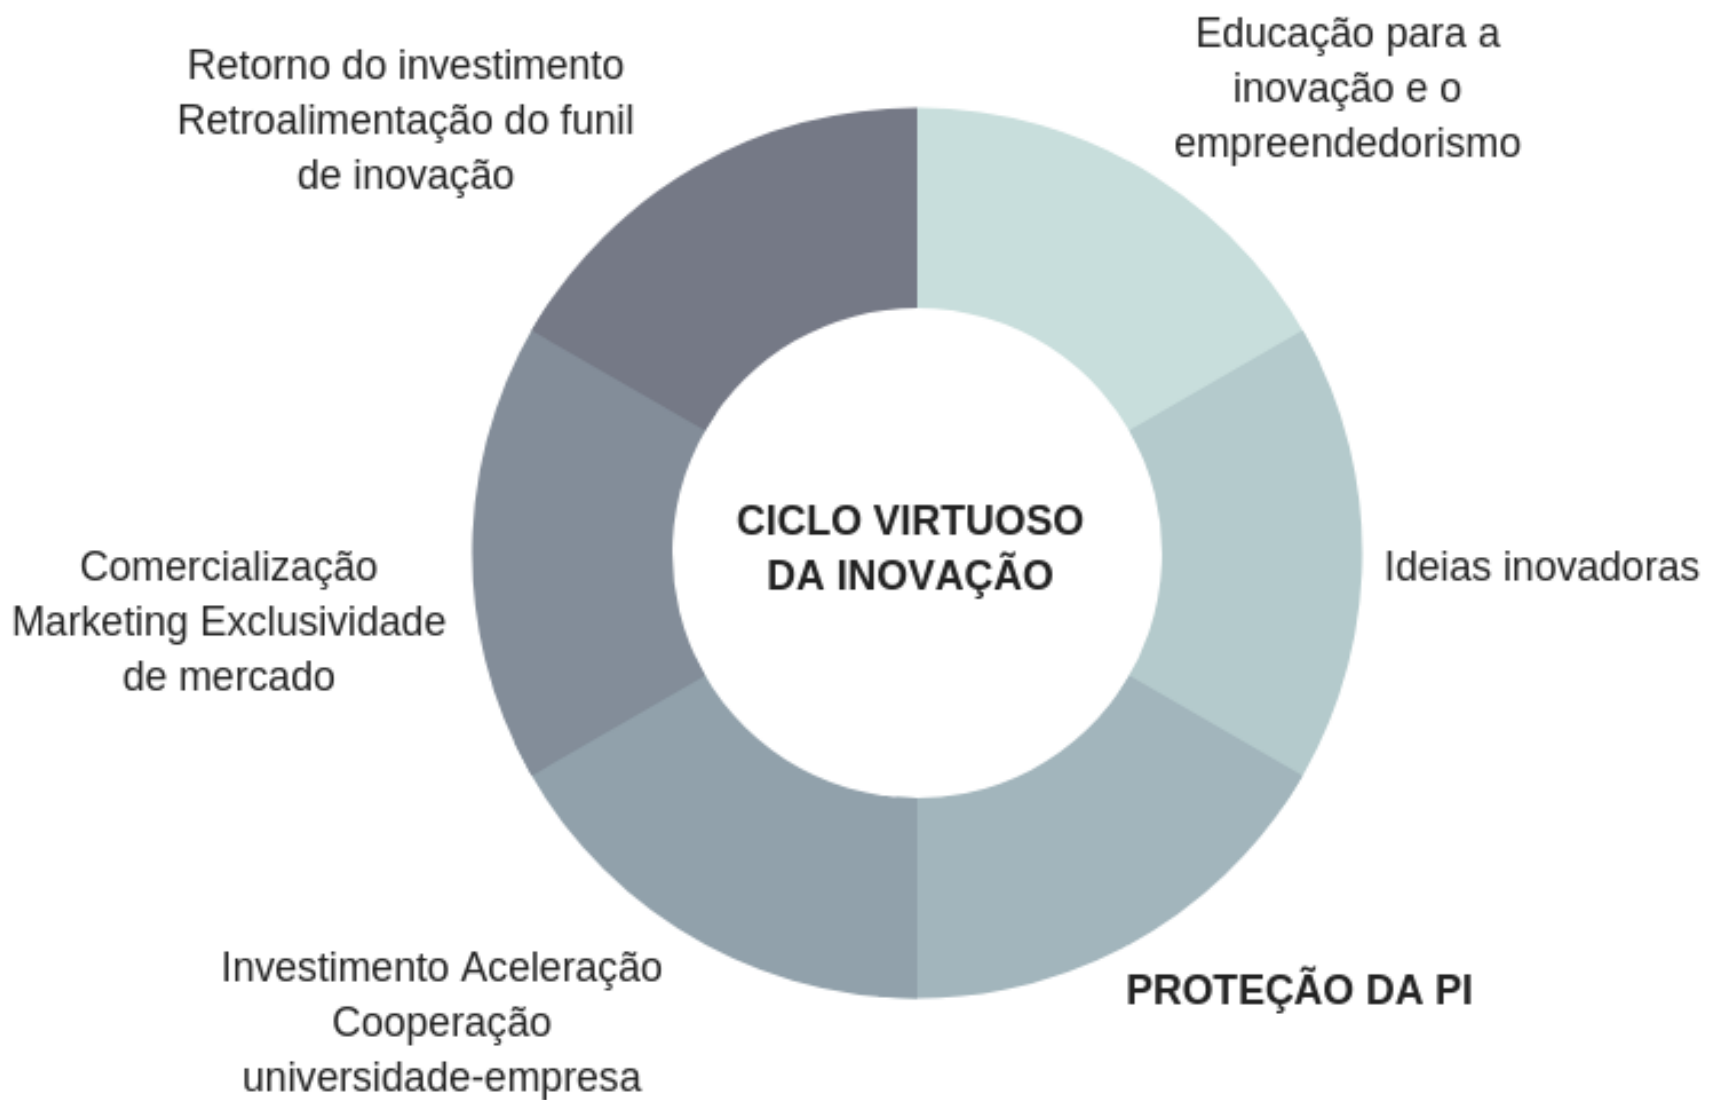 Educação para a
inovação e o
empreendedorismo
Ideias inovadoras
PROTEÇÃO DA PI
Investimento Aceleração
Cooperação
universidade-empresa
Comercialização
Marketing Exclusividade
de mercado
Retorno do investimento
Retroalimentação do funil
de inovação
CICLO VIRTUOSO
DA INOVAÇÃO